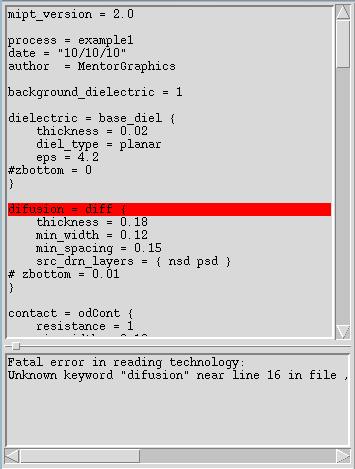 mipt_version = 2.0
process = example1
date = "10/10/10"
author  = MentorGraphics
background_dielectric = 1
dielectric = base_diel {
    thickness = 0.02
    diel_type = planar
    eps = 4.2
#zbottom = 0
}
difusion = diff {
    thickness = 0.18
    min_width = 0.12
    min_spacing = 0.15
    src_drn_layers = { nsd psd }
# zbottom = 0.01
}
contact = odCont {
    resistance = 1
Fatal error in reading technology:
Unknown keyword "difusion" near line 16 in file ,